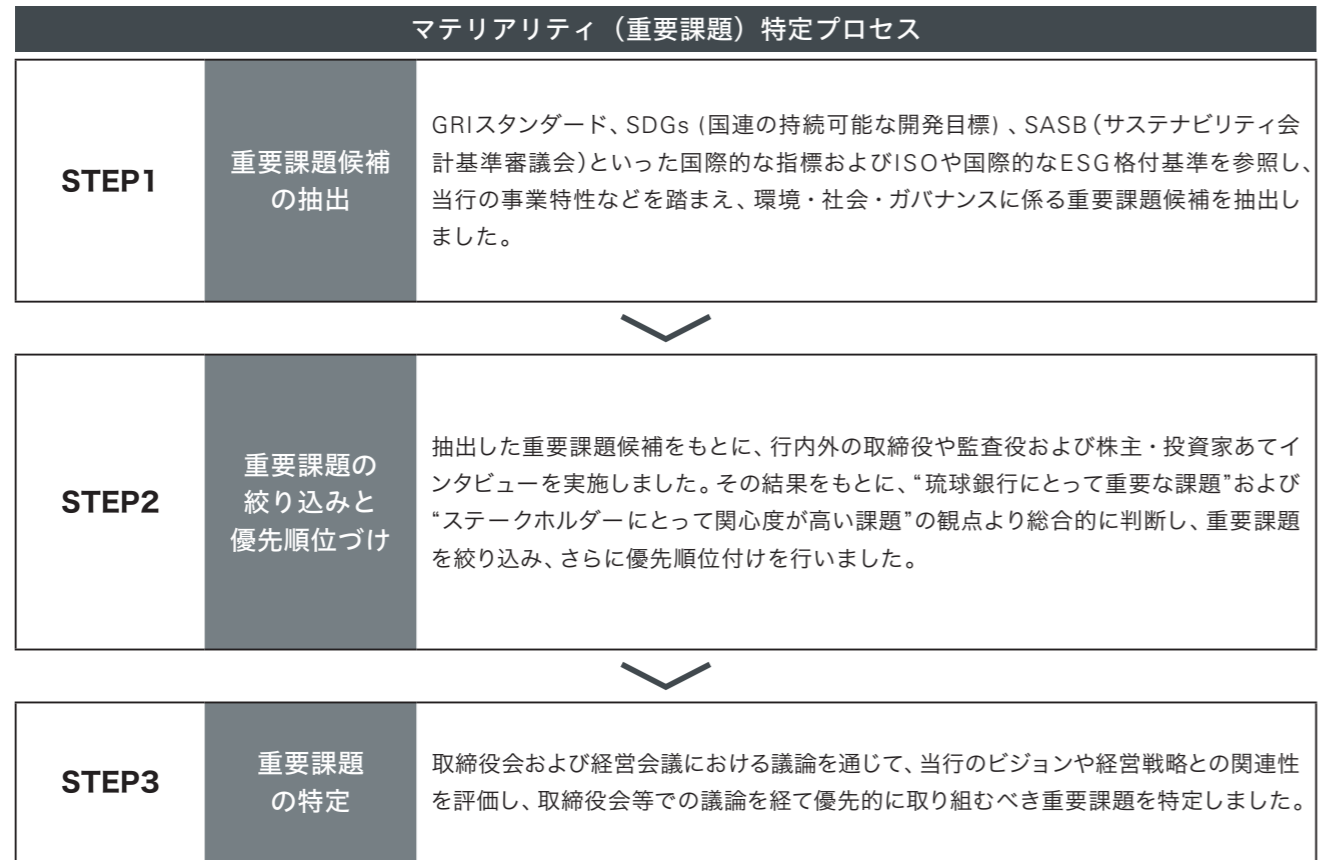 マテリアリティ（重要課題）特定プロセス
STEP1
重要課題候補
の抽出
GRIスタンダード、SDGs (国連の持続可能な開発目標) 、SASB（サステナビリティ会
計基準審議会）といった国際的な指標およびISOや国際的なESG格付基準を参照し、
当行の事業特性などを踏まえ、環境・社会・ガバナンスに係る重要課題候補を抽出し
ました。
STEP2
重要課題の
絞り込みと
優先順位づけ
抽出した重要課題候補をもとに、行内外の取締役や監査役および株主・投資家あてイ
ンタビューを実施しました。その結果をもとに、“琉球銀行にとって重要な課題”および
“ステークホルダーにとって関心度が高い課題”の観点より総合的に判断し、重要課題
を絞り込み、さらに優先順位付けを行いました。
STEP3
重要課題
の特定
取締役会および経営会議における議論を通じて、当行のビジョンや経営戦略との関連性
を評価し、取締役会等での議論を経て優先的に取り組むべき重要課題を特定しました。